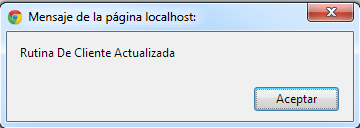 Mensaje de la página localhost:
Rutina De Cliente Actualizada
Aceptar